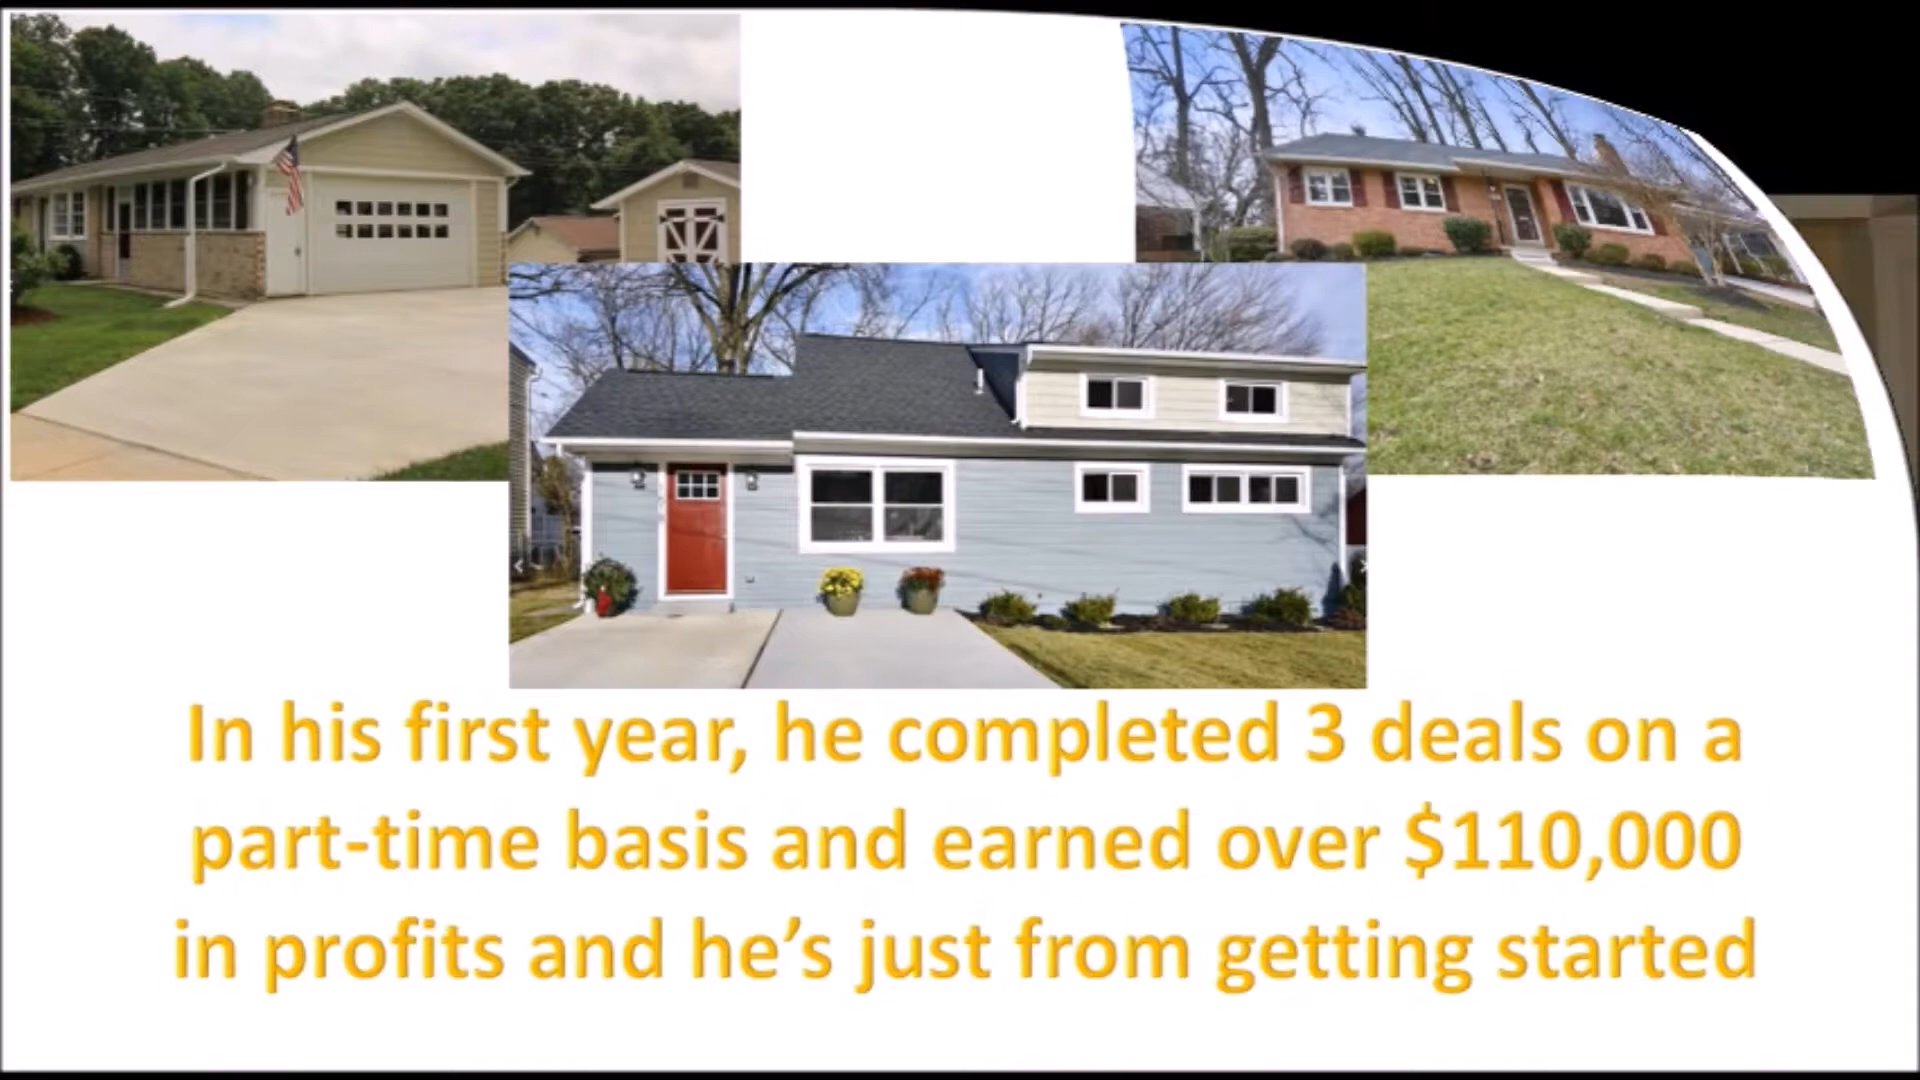 In his first year, he completed 3 deals on a
part-time basis and earned over $110,000
in profits and he’s just from getting started